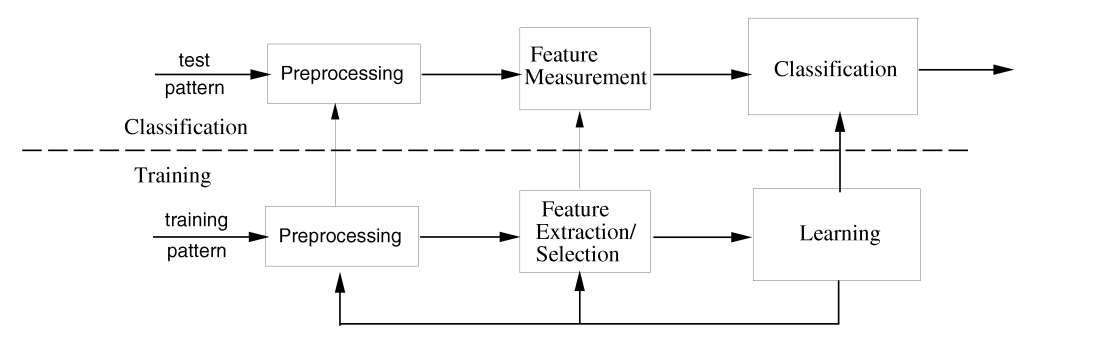 test
pattern
Preprocessing
Feature
Measurement
Classification
Classification
Training
training
pattern
Preprocessing
Feature
Extraction/
Selection
Learning